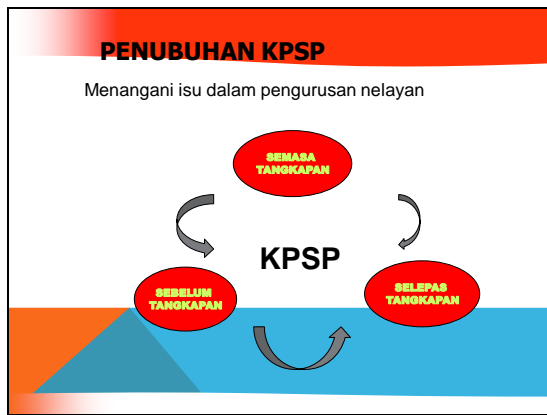 PENUBUHAN KPSP
Menangani isu dalam pengurusan nelayan
SEMASA
TANGKAPAN
KPSP
SEBELUM
TANGKAPAN
SELEPAS
TANGKAPAN